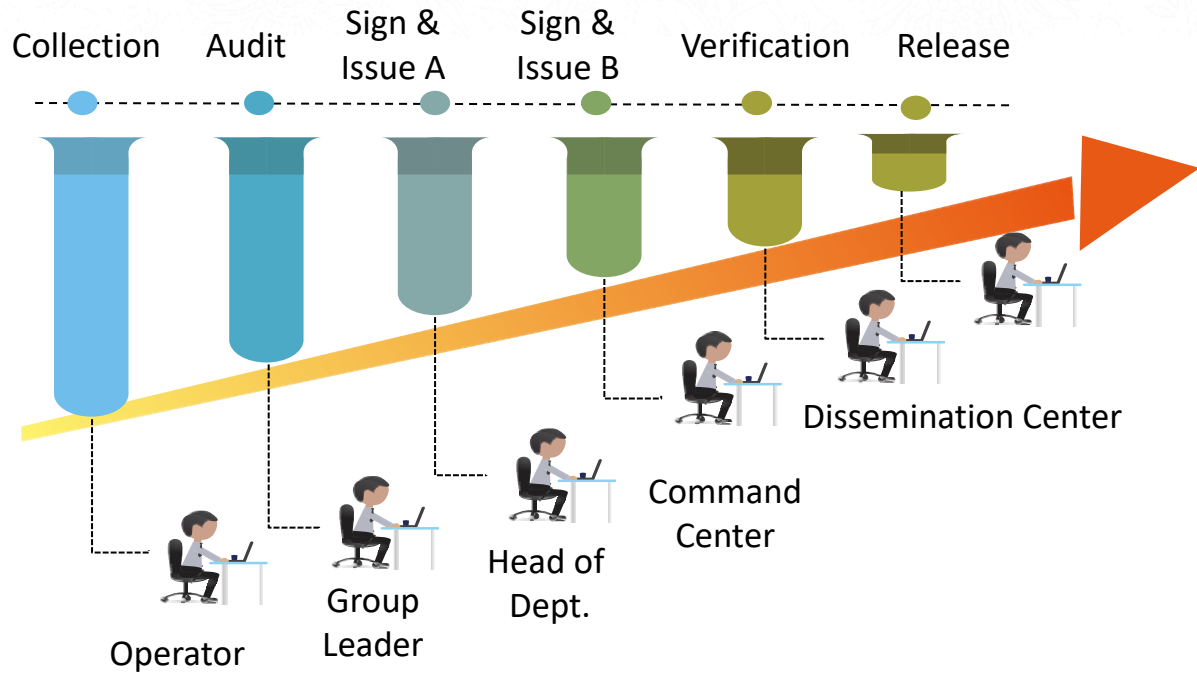 Collection
Audit
Sign &
Issue A
Sign &
Issue B
Verification
Release
Dissemination Center
Command
Center
Head of
Dept.
Group
Leader
Operator